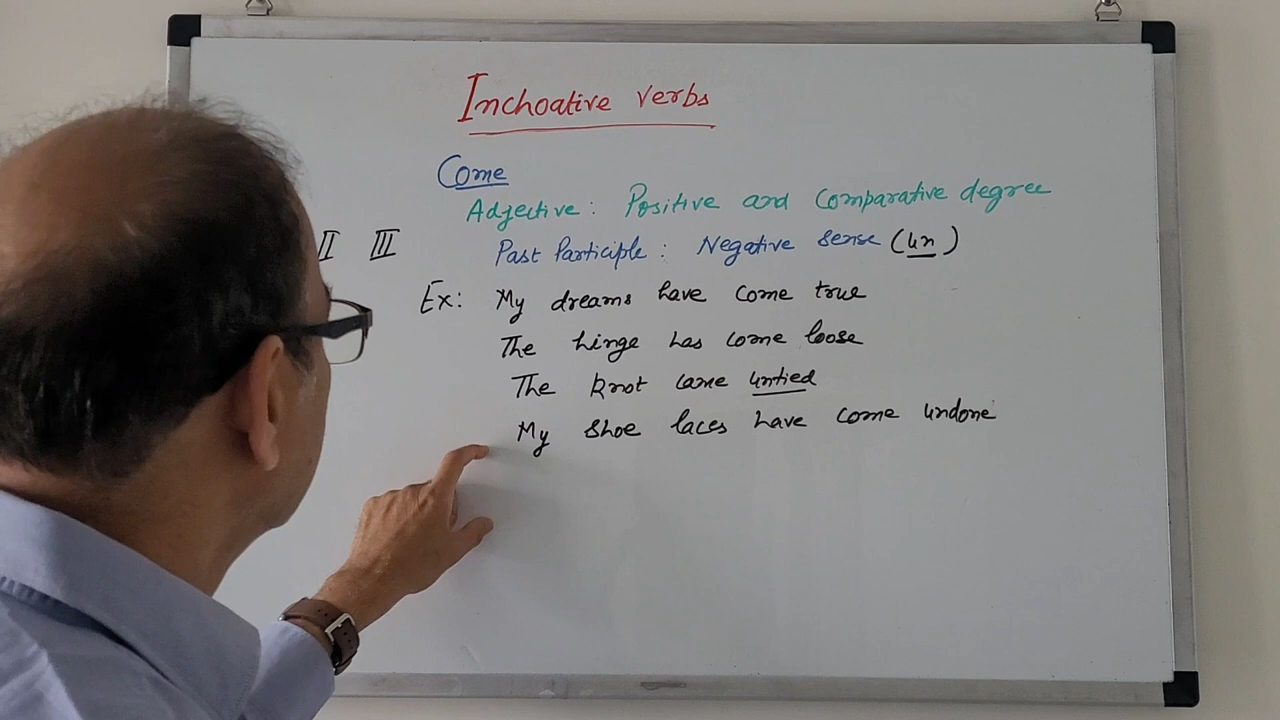 Inchoative verbs
Come
Adjective: Positive and Comparative degree
II III Past Participle: Negative sense (un)
Ex: My dreams have come true
The hinge has come loose
The knot came untied
My shoe laces have come undone